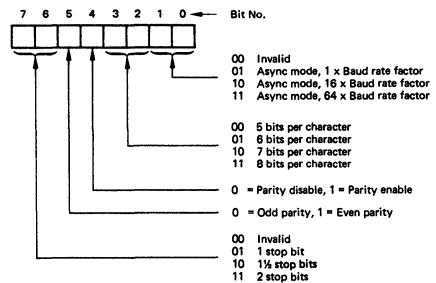 7 6 5 4 3 2 1 0 Bit No.
00 Invalid
01 Async mode, 1 x Baud rate factor
10 Async mode, 16 x Baud rate factor
11 Async mode, 64 x Baud rate factor
00 5 bits per character
01 6 bits per character
10 7 bits per character
11 8 bits per character
0 = Parity disable, 1 = Parity enable
0 = Odd parity, 1 = Even parity
00 Invalid
01 1 stop bit
10 1½ stop bits
11 2 stop bits